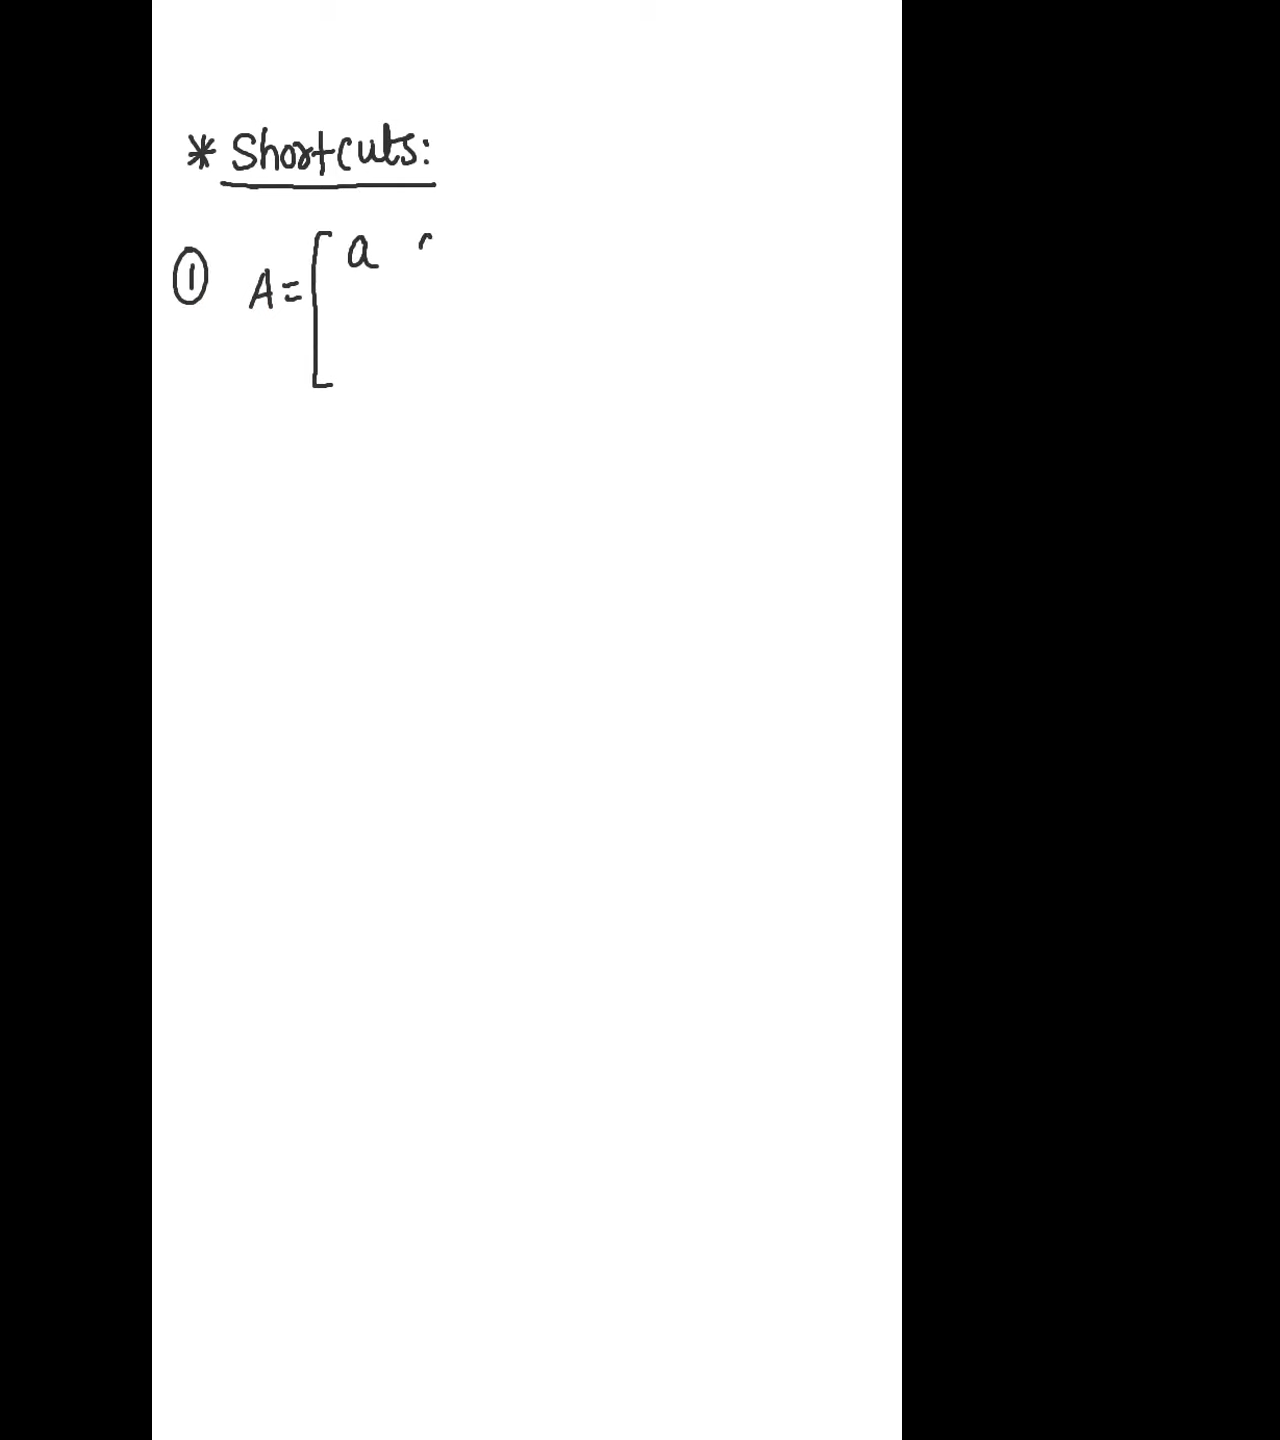 * Shortcuts:
① A = [ a